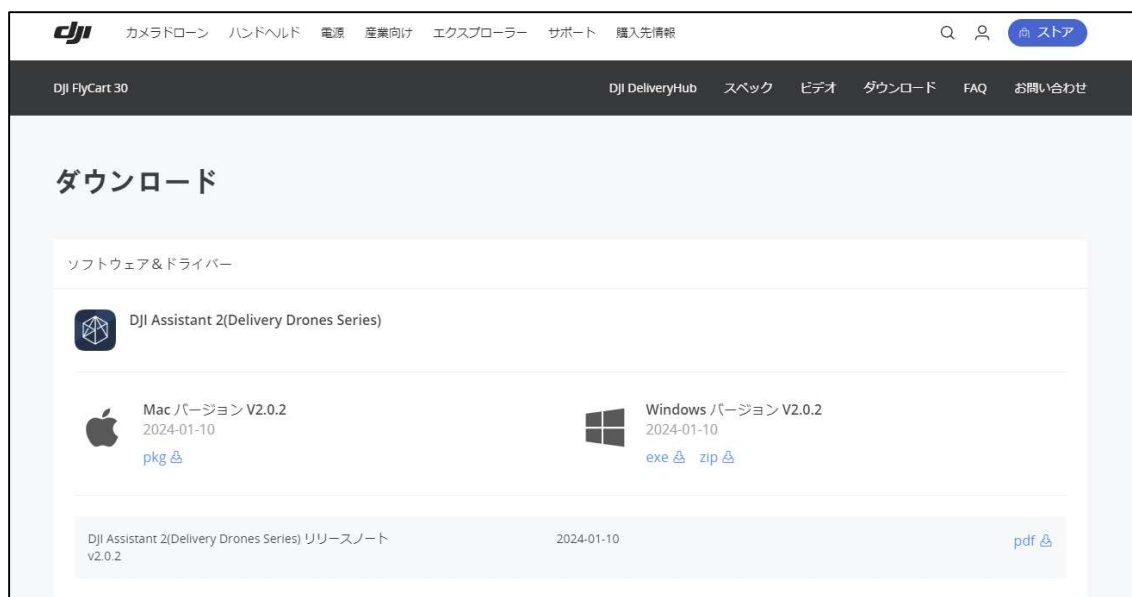 dji カメラドローン ハンドヘルド 電源 産業向け エクスプローラー サポート 購入先情報 ストア
DJI FlyCart 30 DJI DeliveryHub スペック ビデオ ダウンロード FAQ お問い合わせ
ダウンロード
ソフトウェア&ドライバー
DJI Assistant 2(Delivery Drones Series)
Mac バージョン V2.0.2
2024-01-10
pkg
Windows バージョン V2.0.2
2024-01-10
exe zip
DJI Assistant 2(Delivery Drones Series) リリースノート
v2.0.2
2024-01-10
pdf